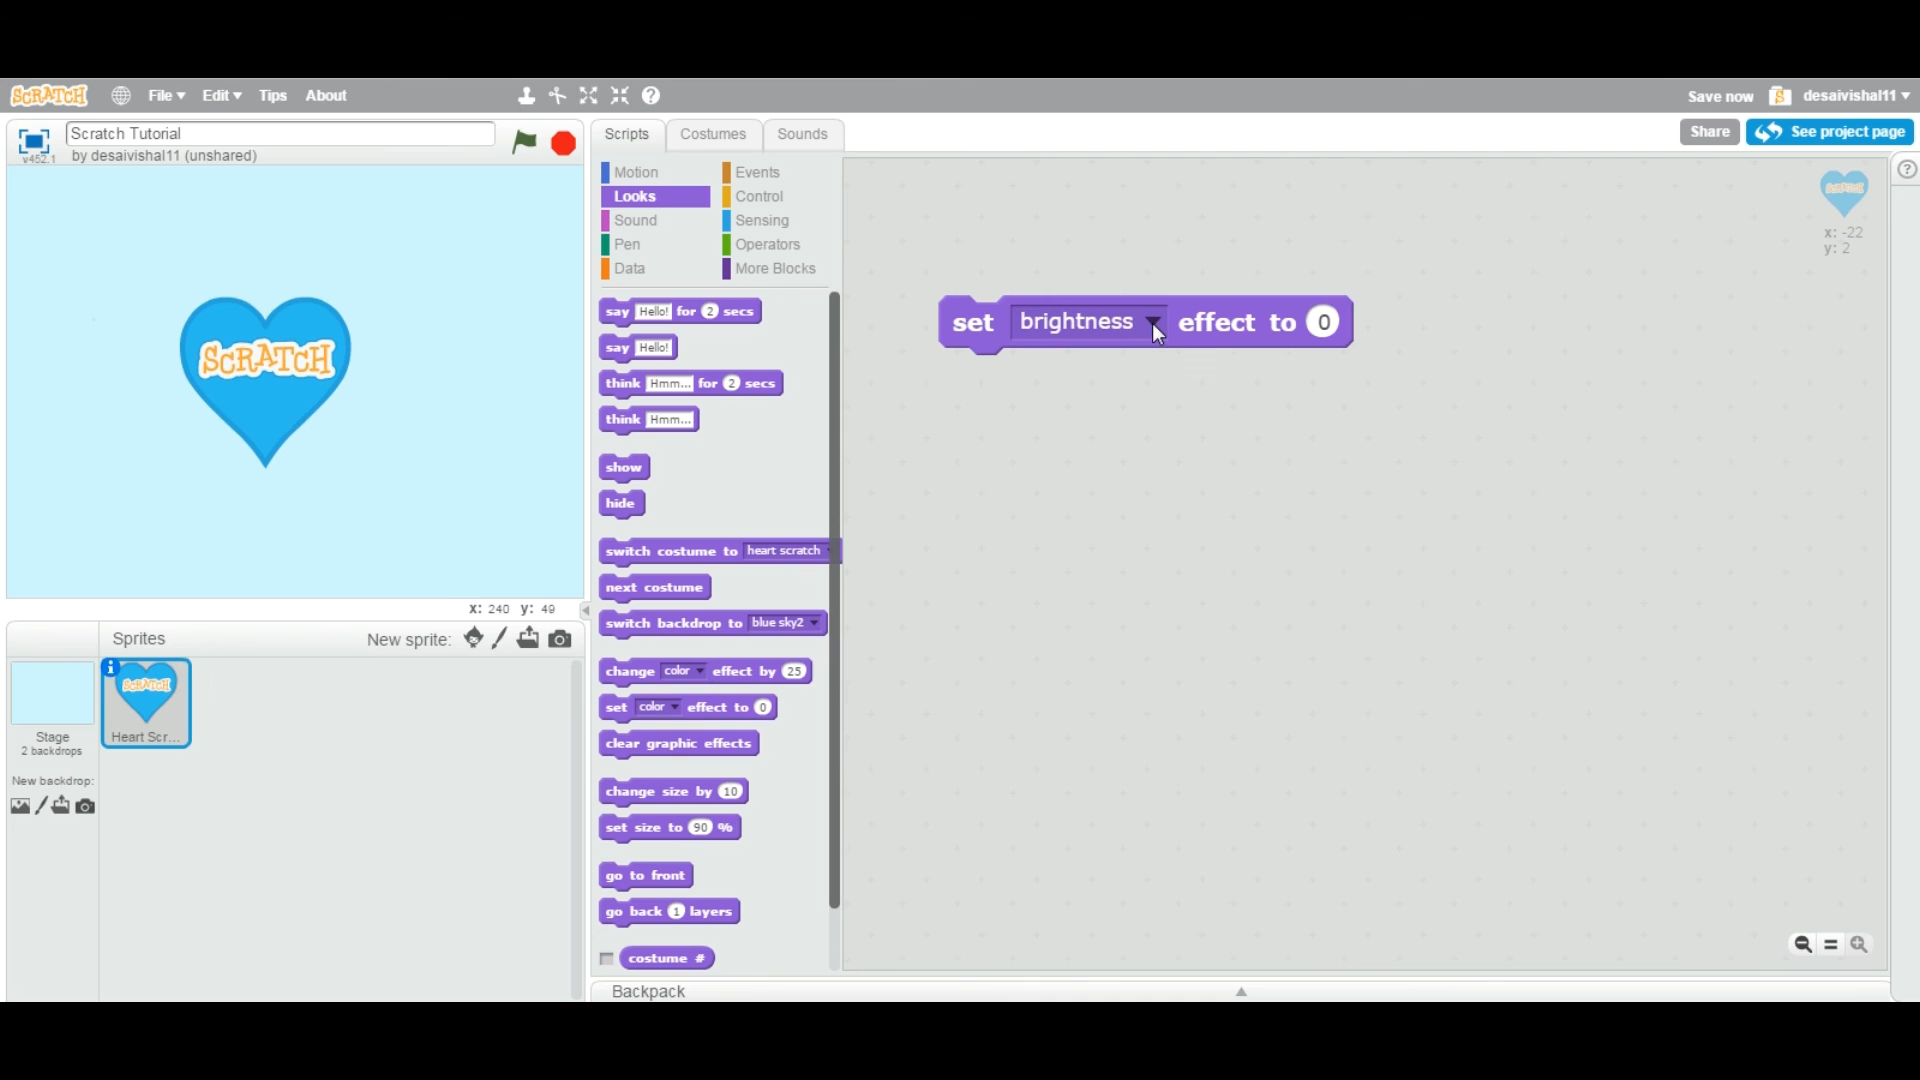 SCRATCH File Edit Tips About Save now desaivishal11
Scratch Tutorial
by desaivishal11 (unshared)
v452.1
Scripts Costumes Sounds
Share See project page
Motion Events
Looks Control
Sound Sensing
Pen Operators
Data More Blocks
SCRATCH
x: 240 y: 49
say Hello! for 2 secs
say Hello!
think Hmm... for 2 secs
think Hmm...
show
hide
switch costume to heart scratch
next costume
switch backdrop to blue sky2
change color effect by 25
set color effect to 0
clear graphic effects
change size by 10
set size to 90 %
go to front
go back 1 layers
costume #
set brightness effect to 0
SCRATCH
x: -22
y: 2
Sprites New sprite:
SCRATCH
Heart Scr...
Stage
2 backdrops
New backdrop:
Backpack